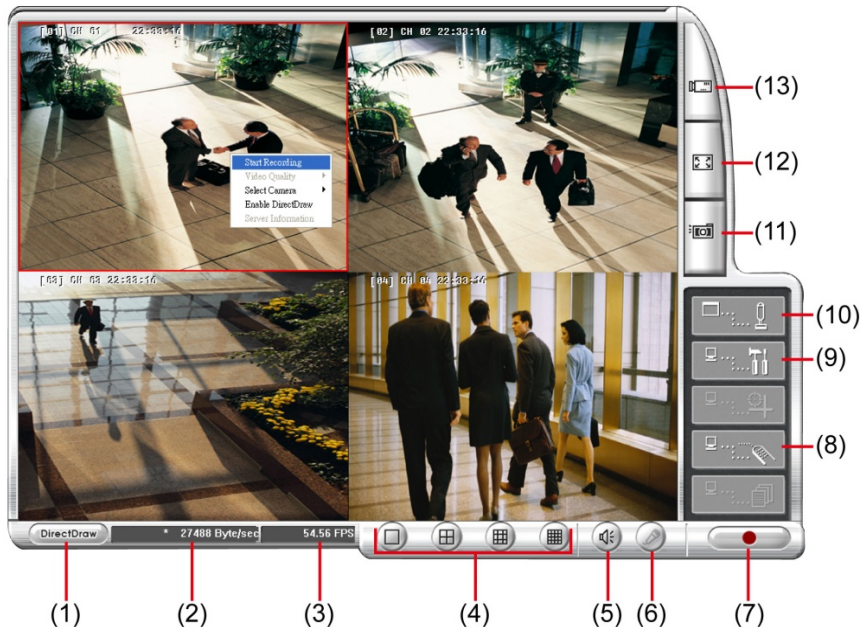 [01] CH 01 22:33:16
[02] CH 02 22:33:16
(13)
(12)
Start Recording
Video Quality
Select Camera
Enable DirectDraw
Server Information
(11)
[03] CH 03 22:33:16
[04] CH 04 22:33:16
(10)
(9)
(8)
DirectDraw
* 27488 Byte/sec
54.56 FPS
(1)
(2)
(3)
(4)
(5)
(6)
(7)